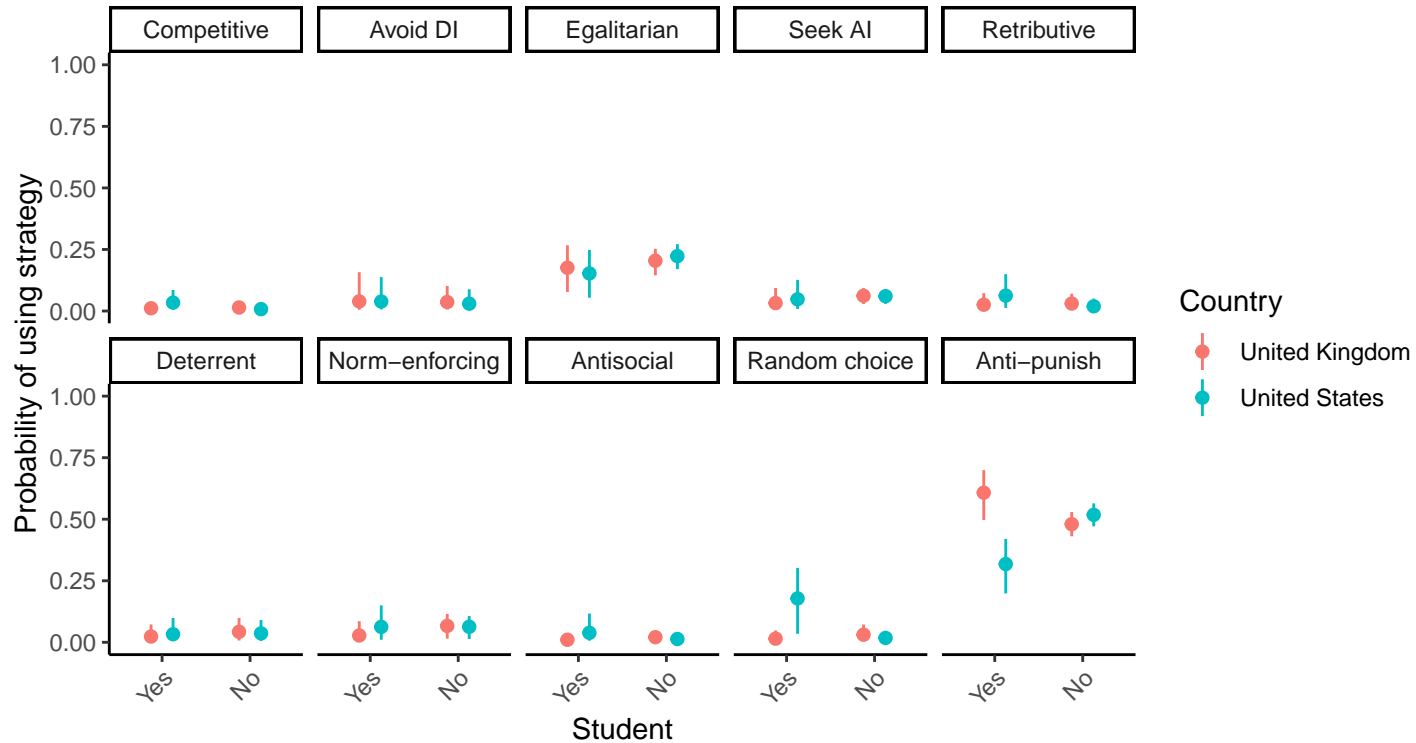 Competitive Avoid DI Egalitarian Seek AI Retributive
1.00
0.75
0.50
0.25
0.00
Deterrent Norm−enforcing Antisocial Random choice Anti−punish
1.00
0.75
0.50
0.25
0.00
Yes No Yes No Yes No Yes No Yes No
Student
Probability of using strategy
Country
United Kingdom
United States